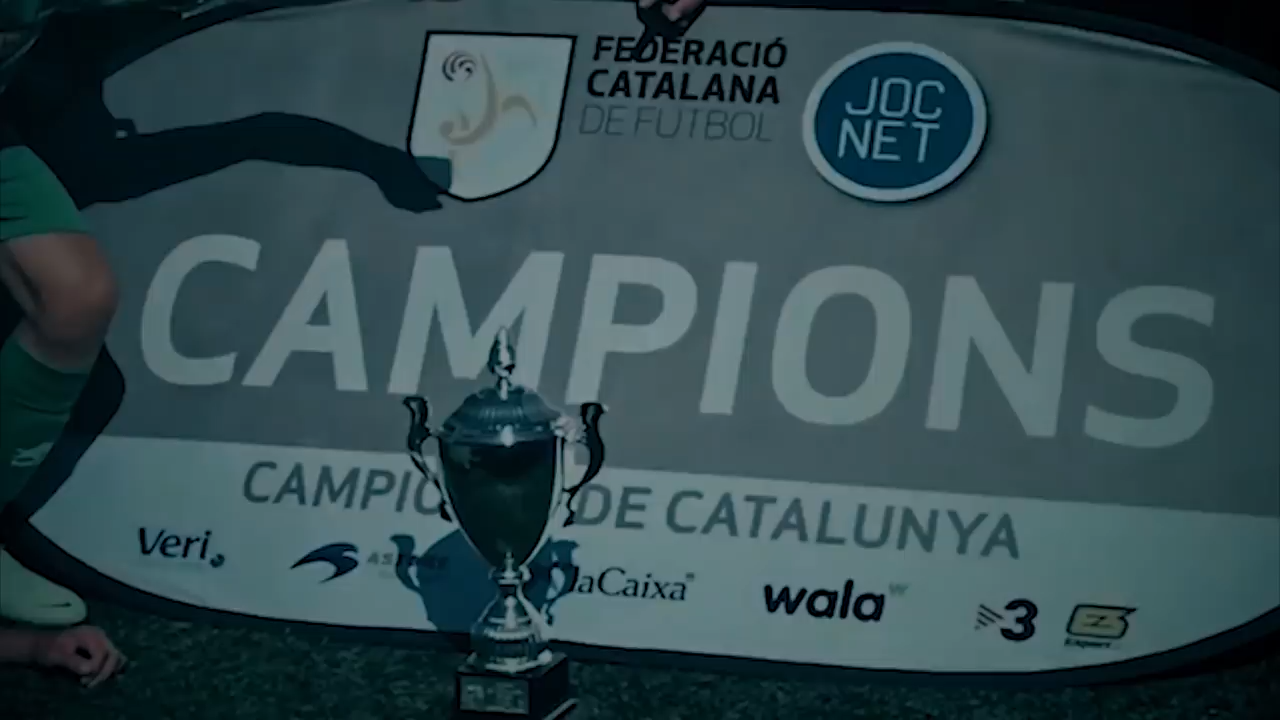 FEDERACIÓ
CATALANA
DE FUTBOL
JOC
NET
CAMPIONS
DE CATALUNYA
Veri.
laCaixa
wala
3